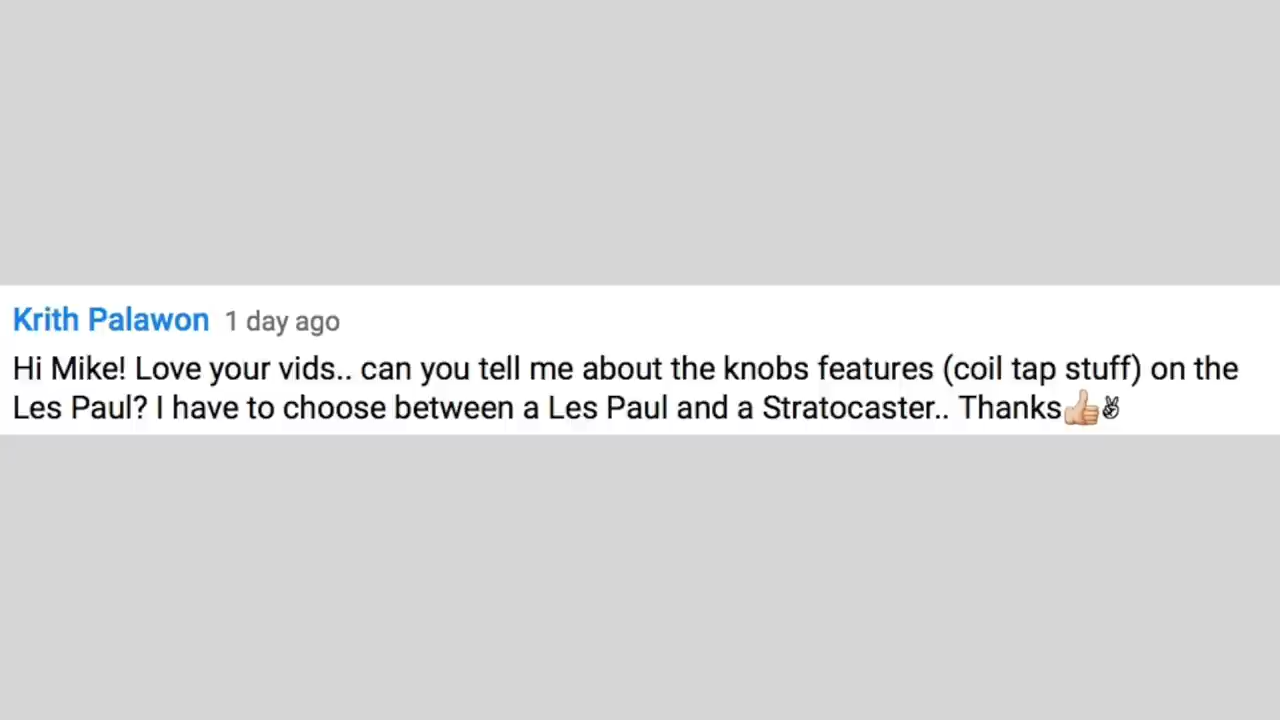 Krith Palawon 1 day ago
Hi Mike! Love your vids.. can you tell me about the knobs features (coil tap stuff) on the
Les Paul? I have to choose between a Les Paul and a Stratocaster.. Thanks👍🏼✌